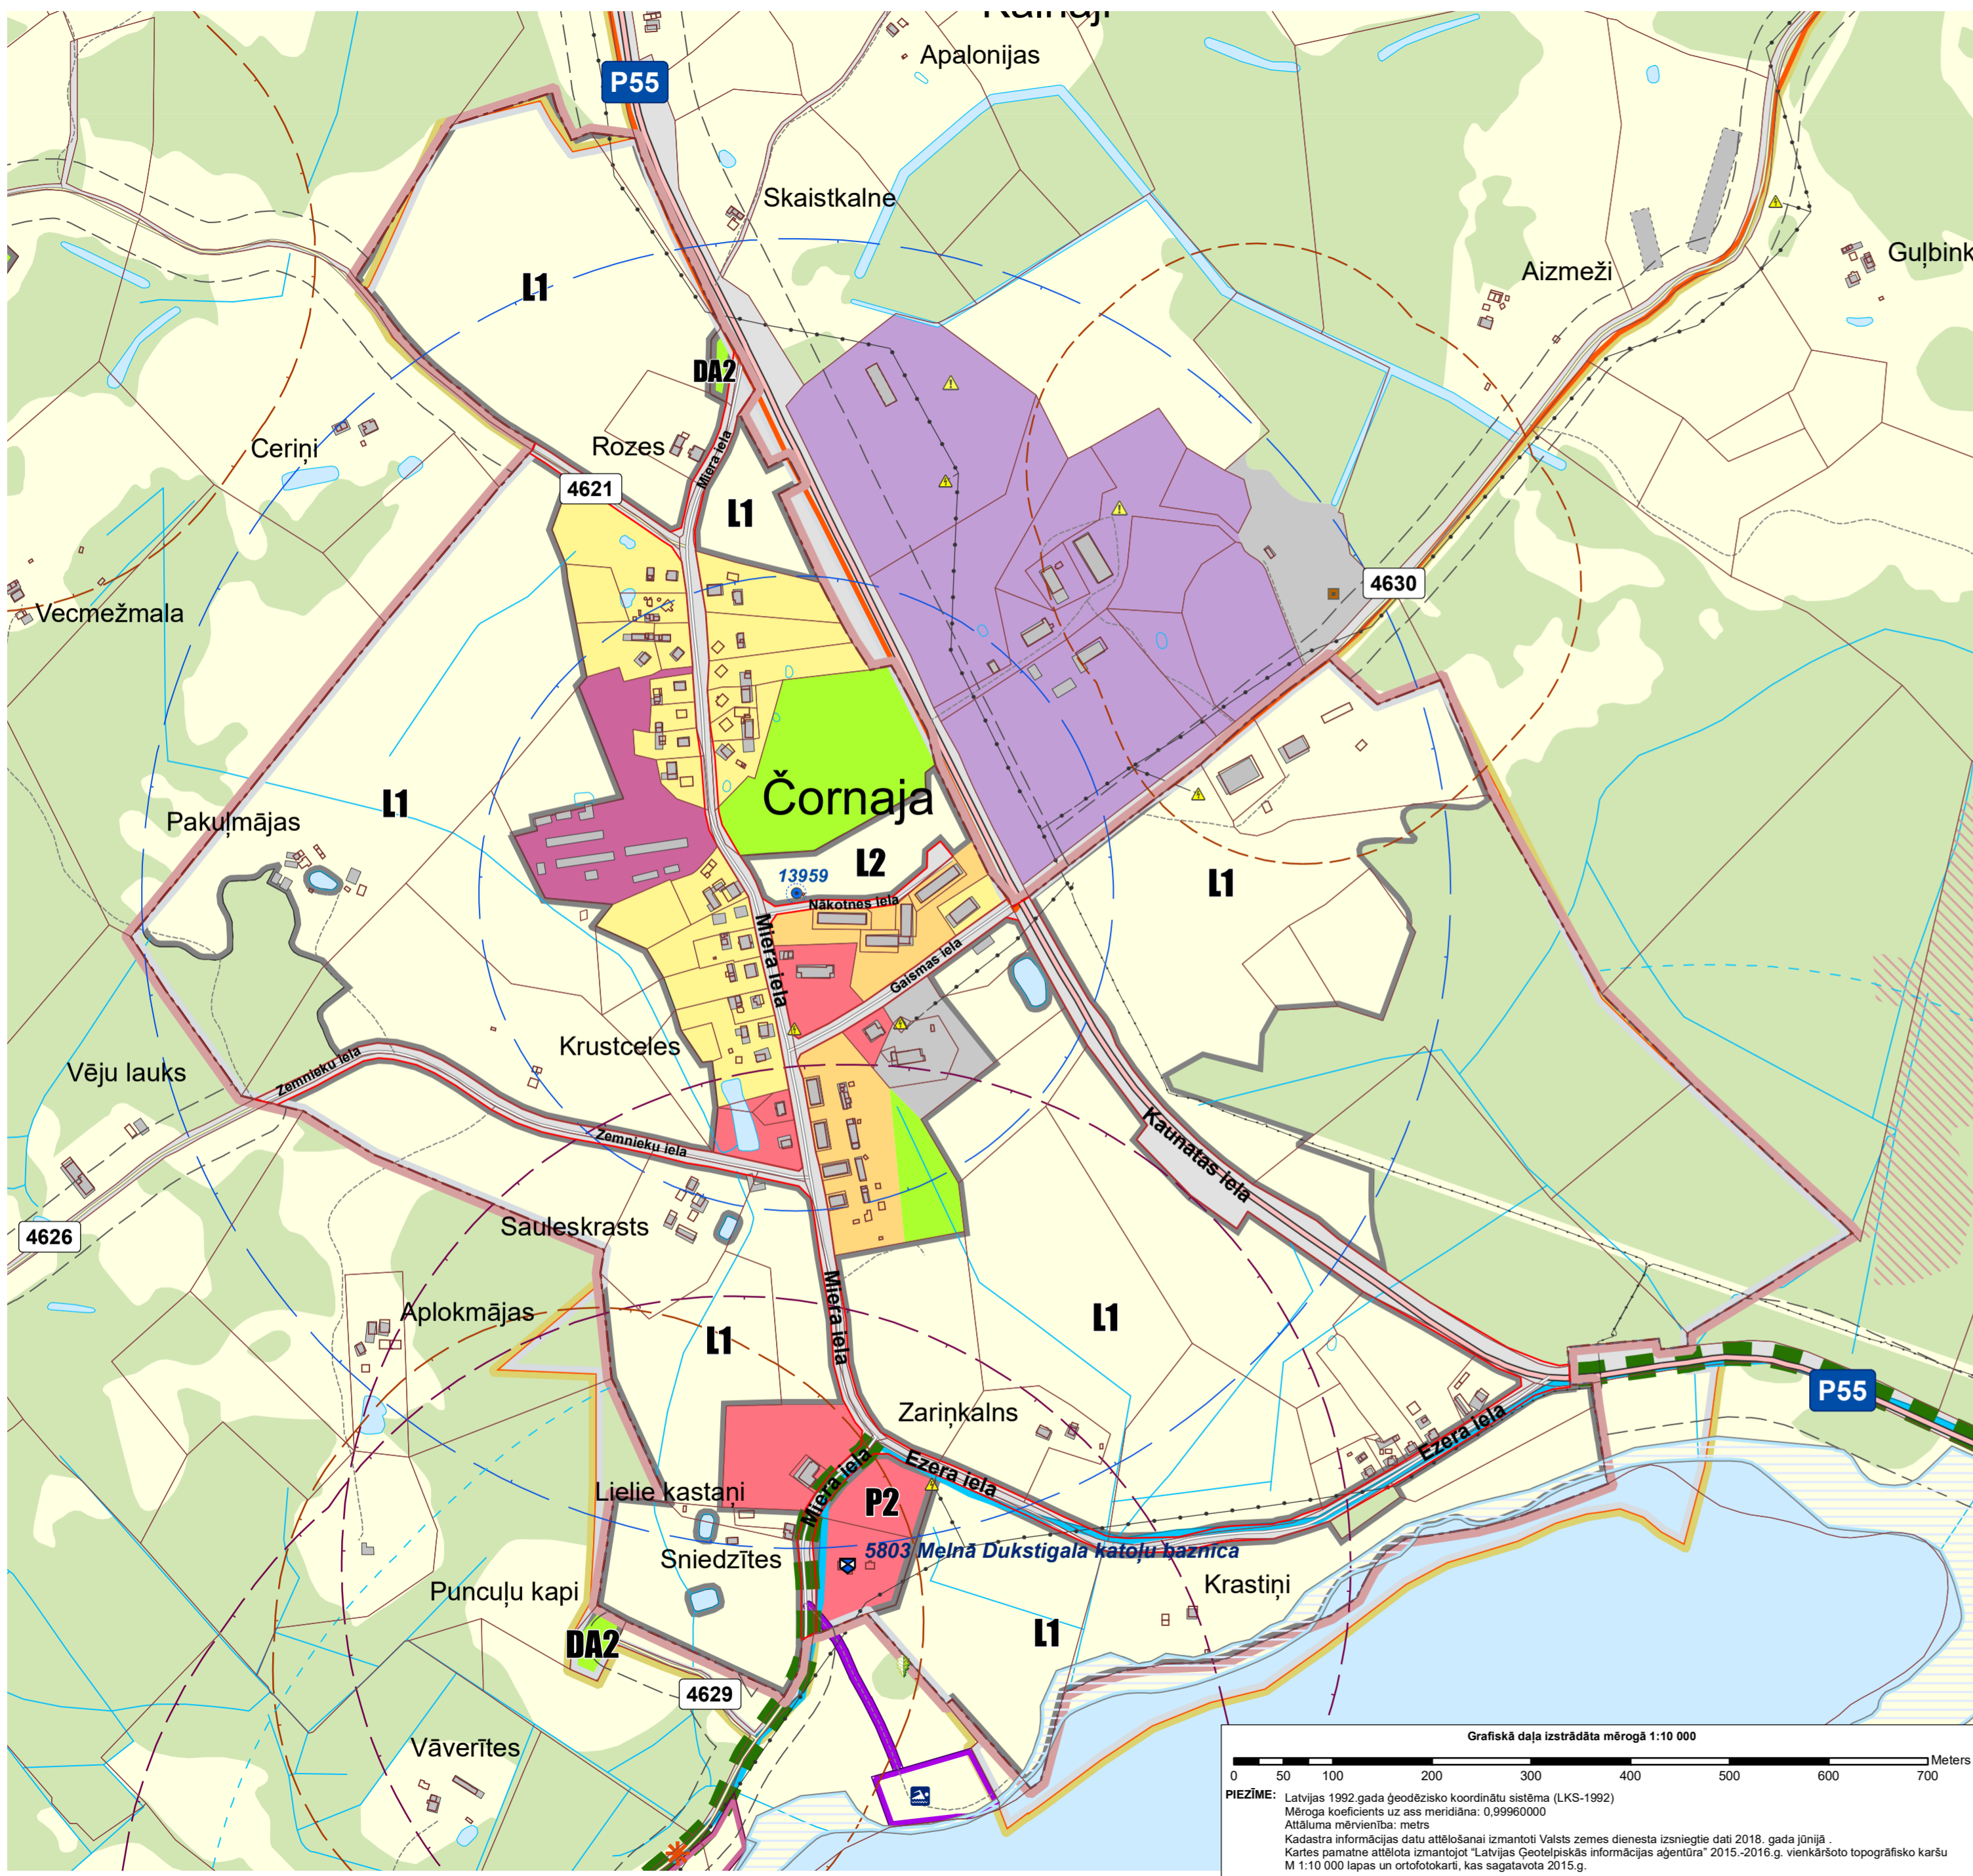 Kalnāji
P55
Apalonijas
Skaistkalne
Aizmeži
Guļbink
L1
DA2
Ceriņi
Rozes
Miera iela
4621
L1
4630
Vecmežmala
Čornaja
L1
Pakuļmājas
L2
L1
13959
Nākotnes iela
Miera iela
Gaismas iela
Krustceles
Vēju lauks
Zemnieku iela
Zemnieku iela
Kaunatas iela
Sauleskrasts
4626
Aplokmājas
L1
Miera iela
L1
P55
Zariņkalns
Ezera iela
Miera iela
Ezera iela
Lielie kastaņi
P2
Sniedzītes
5803 Melnā Dukstigala katoļu baznīca
Puncuļu kapi
Krastiņi
DA2
L1
4629
Vāverītes
Grafiskā daļa izstrādāta mērogā 1:10 000
Meters
0 50 100 200 300 400 500 600 700
PIEZĪME: Latvijas 1992.gada ģeodēzisko koordinātu sistēma (LKS-1992)
Mēroga koeficients uz ass meridiāna: 0,99960000
Attāluma mērvienība: metrs
Kadastra informācijas datu attēlošanai izmantoti Valsts zemes dienesta izsniegtie dati 2018. gada jūnijā .
Kartes pamatne attēlota izmantojot "Latvijas Ģeotelpiskās informācijas aģentūra" 2015.-2016.g. vienkāršoto topogrāfisko karšu
M 1:10 000 lapas un ortofotokarti, kas sagatavota 2015.g.